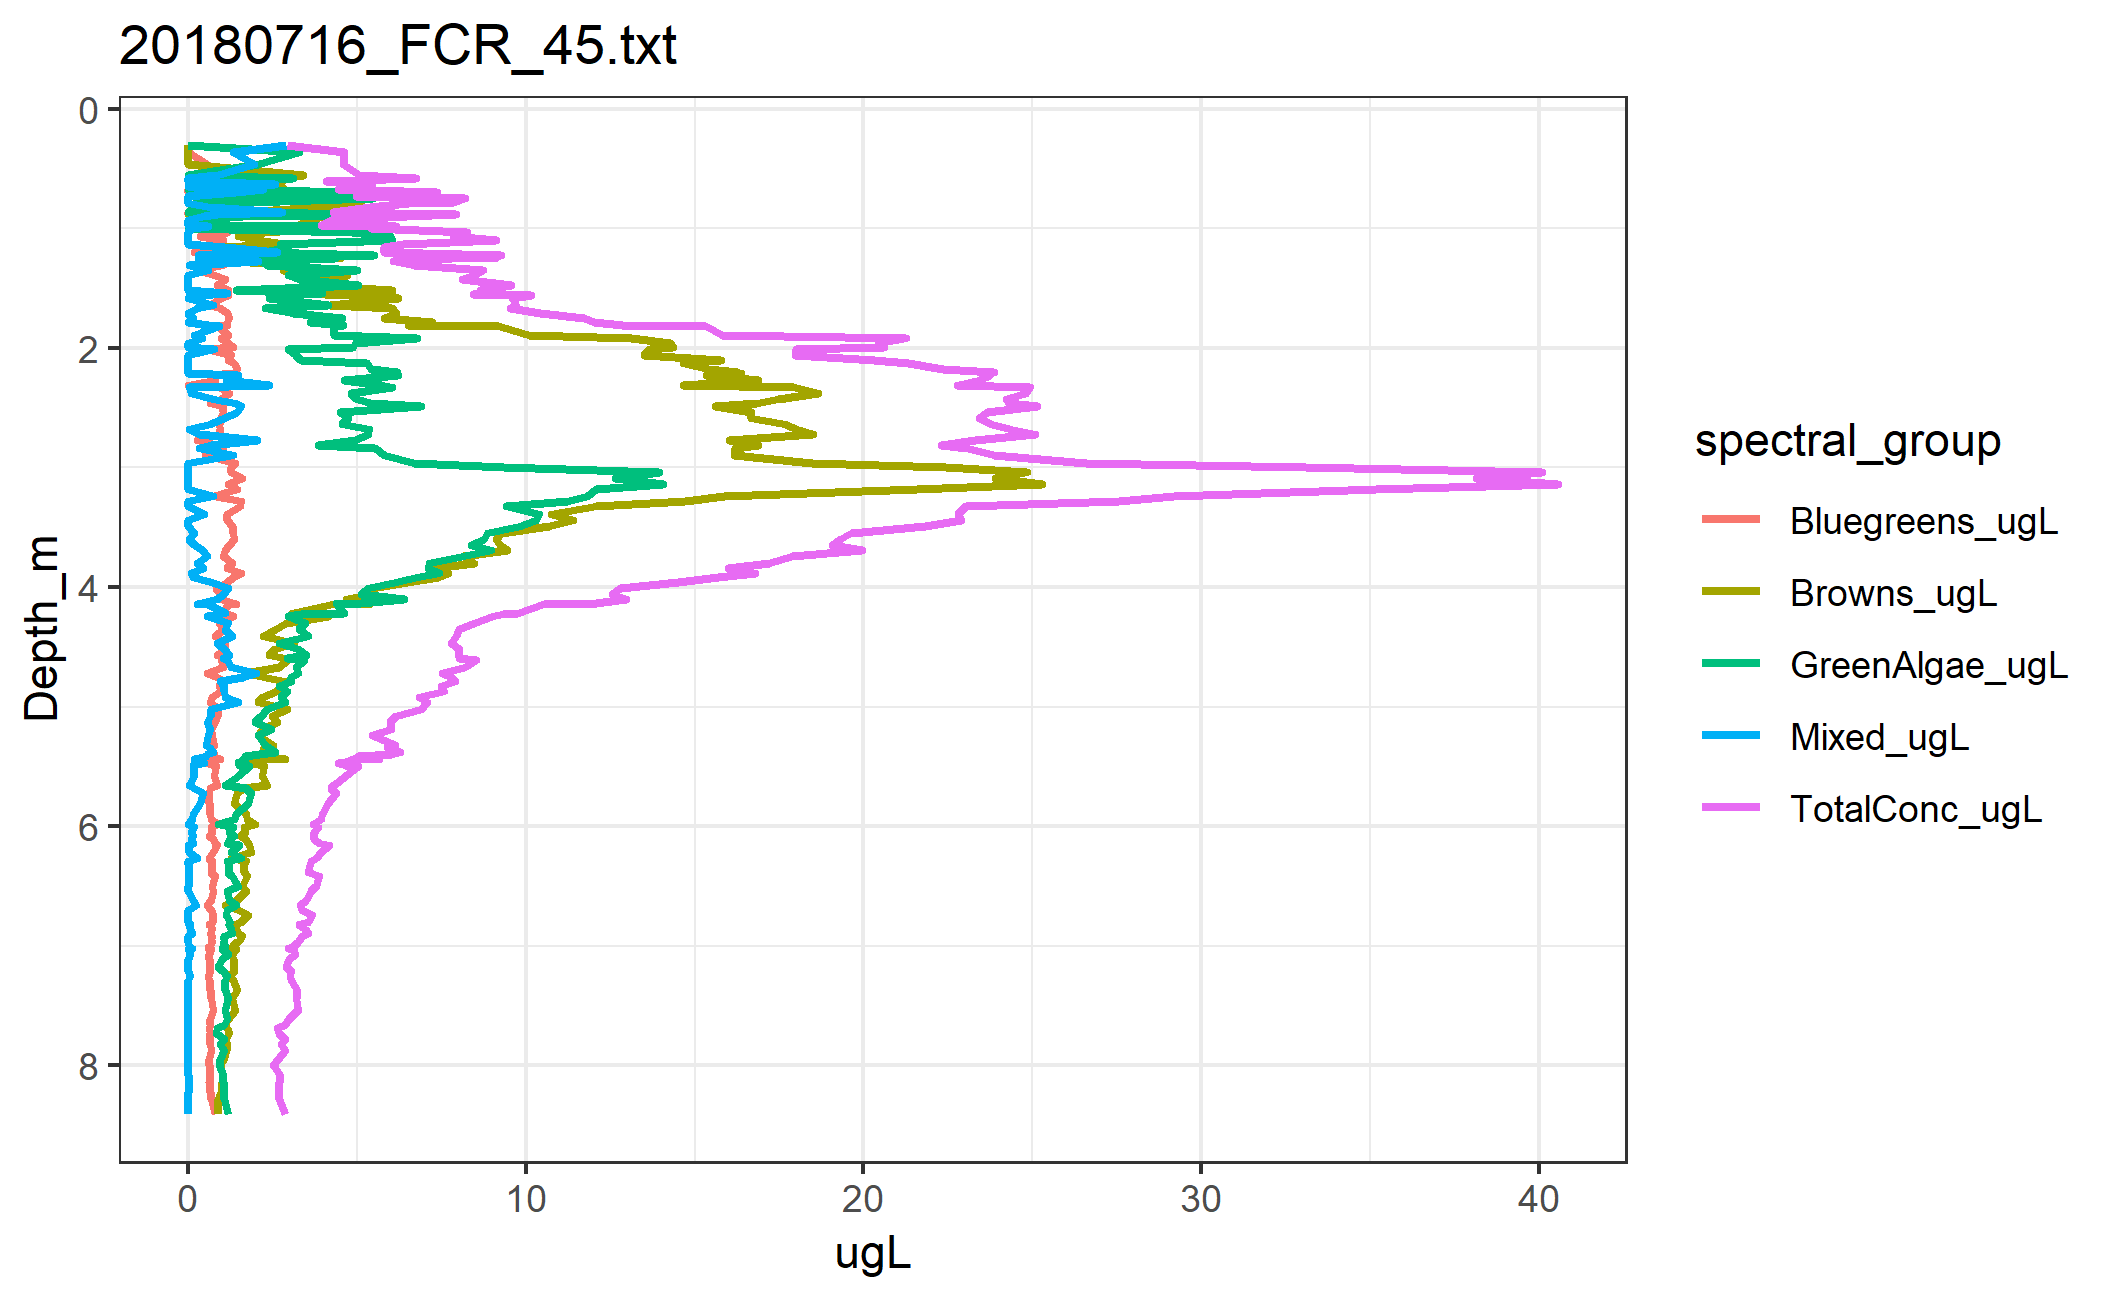 20180716_FCR_45.txt
0
2
4
6
8
Depth_m
0 10 20 30 40
ugL
spectral_group
Bluegreens_ugL
Browns_ugL
GreenAlgae_ugL
Mixed_ugL
TotalConc_ugL